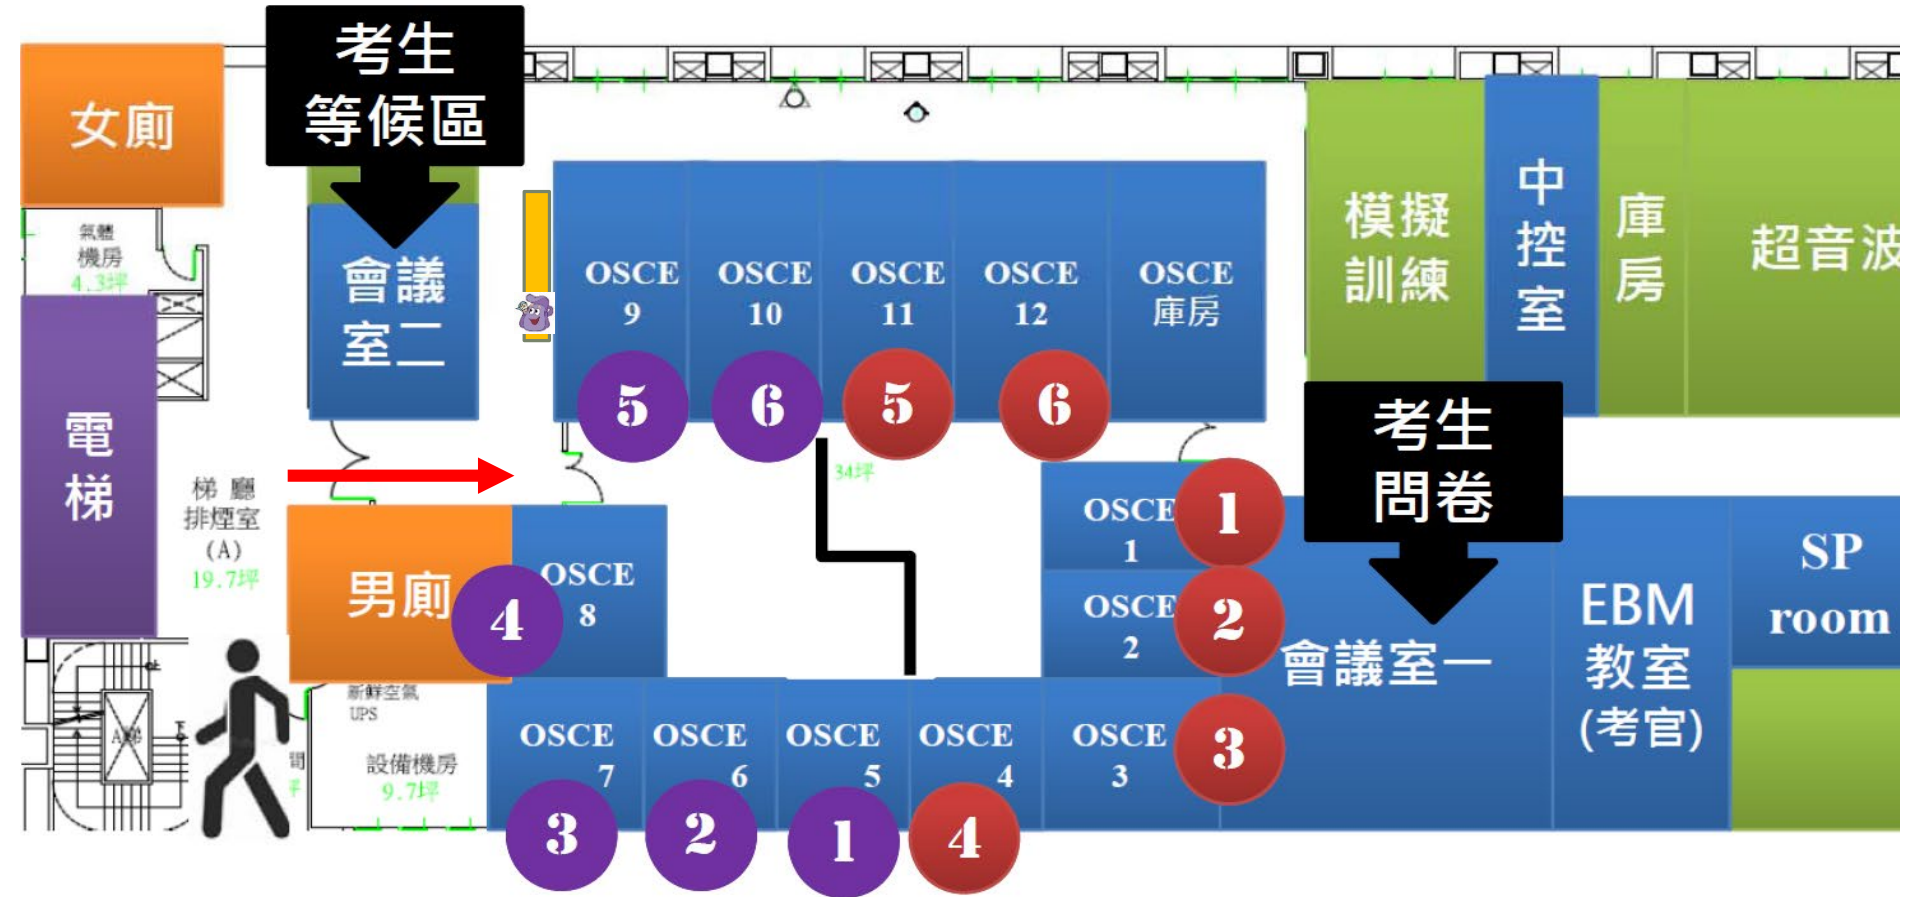 考生
等候區
女廁
氣體
機房
4.3坪
會議
室二
電
梯
梯 廳
排煙室
(A)
19.7坪
OSCE
9
OSCE
10
OSCE
11
OSCE
12
OSCE
庫房
5
6
5
6
34坪
模擬
訓練
中
控
室
庫
房
超音波
考生
問卷
OSCE
1
1
OSCE
2
2
會議室一
EBM
教室
(考官)
SP
room
男廁
4
OSCE
8
新鮮空氣
UPS
設備機房
9.7坪
間
坪
OSCE
7
OSCE
6
OSCE
5
OSCE
4
OSCE
3
3
3
2
1
4